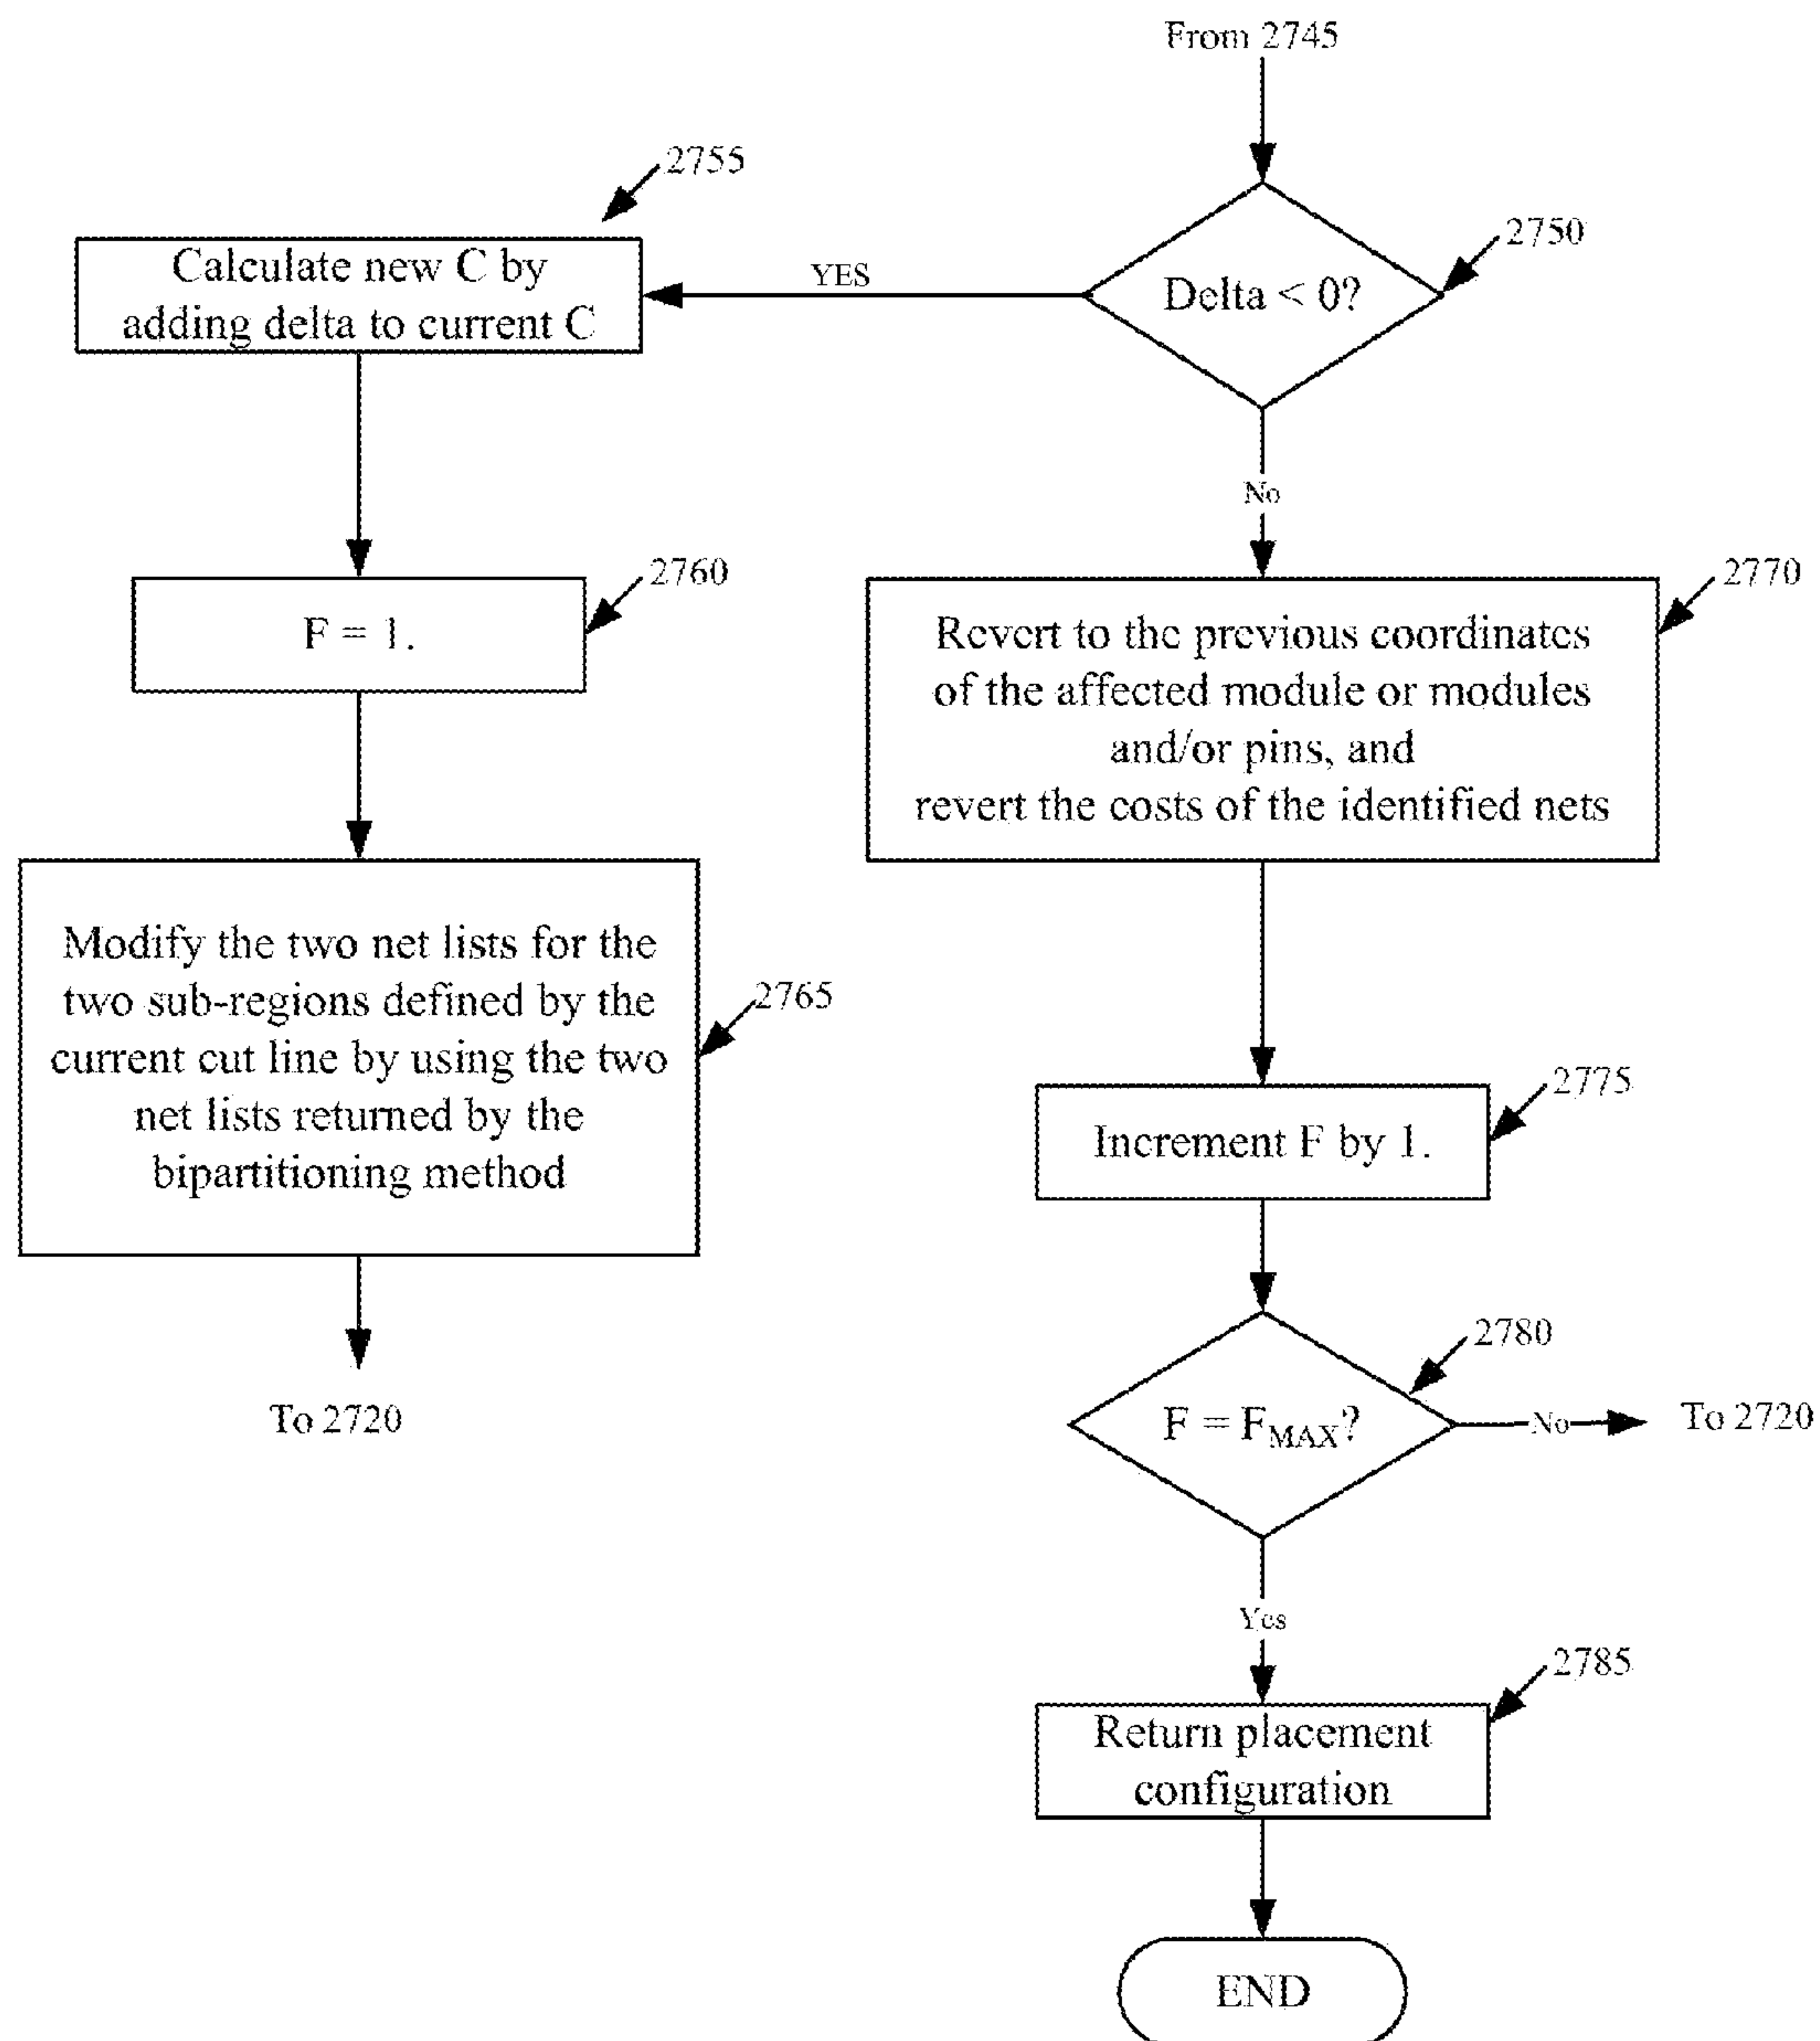 From 2745
2755
2750
Calculate new C by
adding delta to current C
YES
Delta < 0?
No
2760
F = 1.
2770
Revert to the previous coordinates
of the affected module or modules
and/or pins, and
revert the costs of the identified nets
2765
Modify the two net lists for the
two sub-regions defined by the
current cut line by using the two
net lists returned by the
bipartitioning method
To 2720
2775
Increment F by 1.
2780
F = FMAX?
No
To 2720
Yes
2785
Return placement
configuration
END